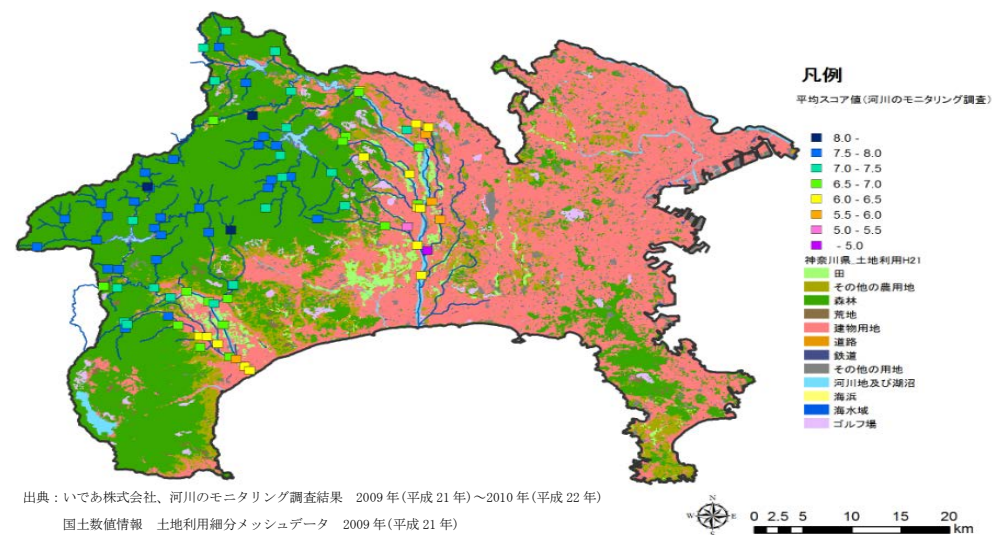 凡例
平均スコア値(河川のモニタリング調査)
8.0 -
7.5 - 8.0
7.0 - 7.5
6.5 - 7.0
6.0 - 6.5
5.5 - 6.0
5.0 - 5.5
- 5.0
神奈川県_土地利用H21
田
その他の農用地
森林
荒地
建物用地
道路
鉄道
その他の用地
河川地及び湖沼
海浜
海水域
ゴルフ場
出典：いであ株式会社、河川のモニタリング調査結果 2009年(平成21年)～2010年(平成22年)
国土数値情報 土地利用細分メッシュデータ 2009年(平成21年)
N
W E
S
0 2.5 5 10 15 20
km